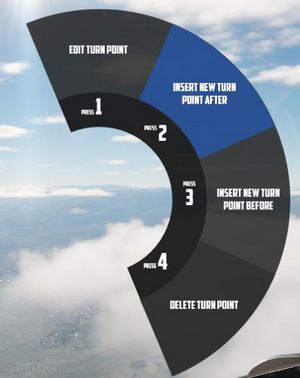 EDIT TURN POINT
PRESS 1
INSERT NEW TURN
POINT AFTER
PRESS 2
INSERT NEW TURN
POINT BEFORE
PRESS 3
DELETE TURN POINT
PRESS 4